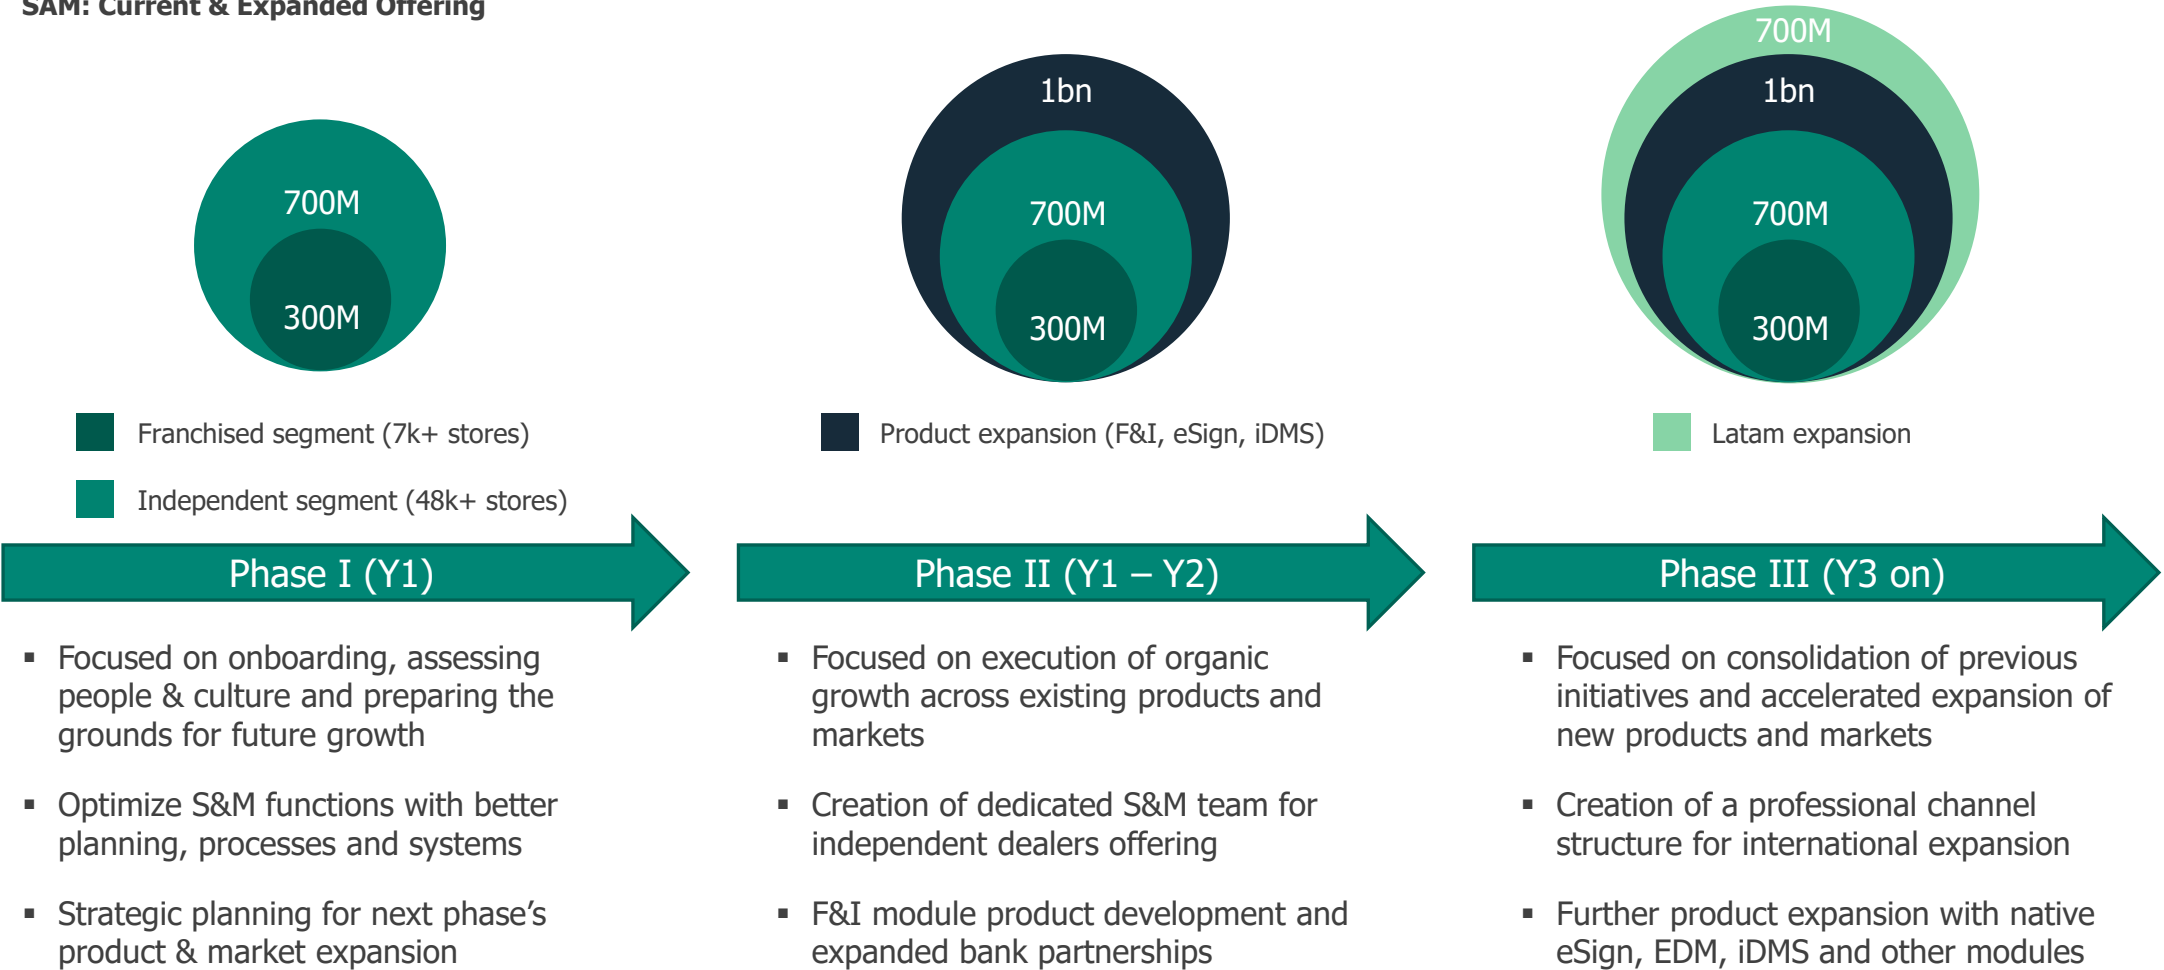 SAM: Current & Expanded Offering
700M
300M
Franchised segment (7k+ stores)
Independent segment (48k+ stores)
1bn
700M
300M
Product expansion (F&I, eSign, iDMS)
700M
1bn
700M
300M
Latam expansion
Phase I (Y1)
▪ Focused on onboarding, assessing
people & culture and preparing the
grounds for future growth
▪ Optimize S&M functions with better
planning, processes and systems
▪ Strategic planning for next phase’s
product & market expansion
Phase II (Y1 – Y2)
▪ Focused on execution of organic
growth across existing products and
markets
▪ Creation of dedicated S&M team for
independent dealers offering
▪ F&I module product development and
expanded bank partnerships
Phase III (Y3 on)
▪ Focused on consolidation of previous
initiatives and accelerated expansion of
new products and markets
▪ Creation of a professional channel
structure for international expansion
▪ Further product expansion with native
eSign, EDM, iDMS and other modules